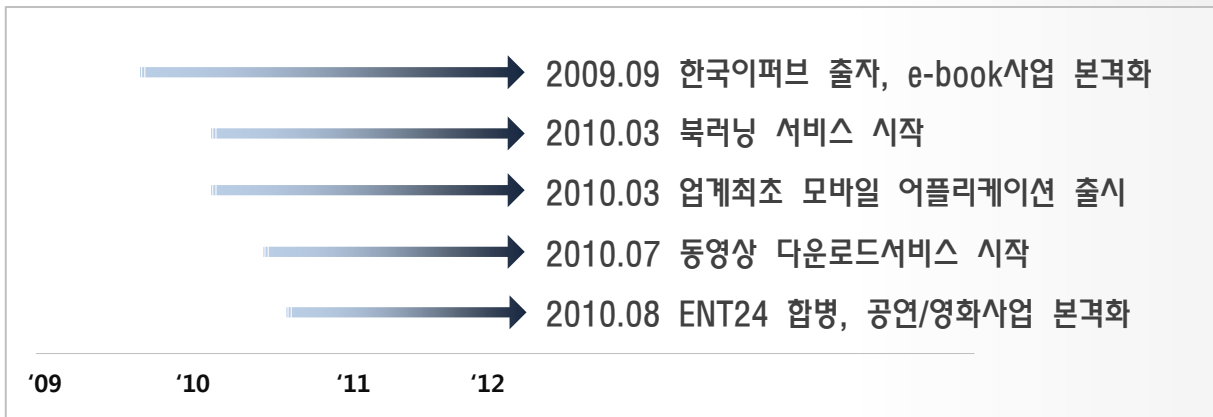 2009.09 한국이퍼브 출자, e-book사업 본격화
2010.03 북러닝 서비스 시작
2010.03 업계최초 모바일 어플리케이션 출시
2010.07 동영상 다운로드서비스 시작
2010.08 ENT24 합병, 공연/영화사업 본격화
‘09 ‘10 ‘11 ‘12